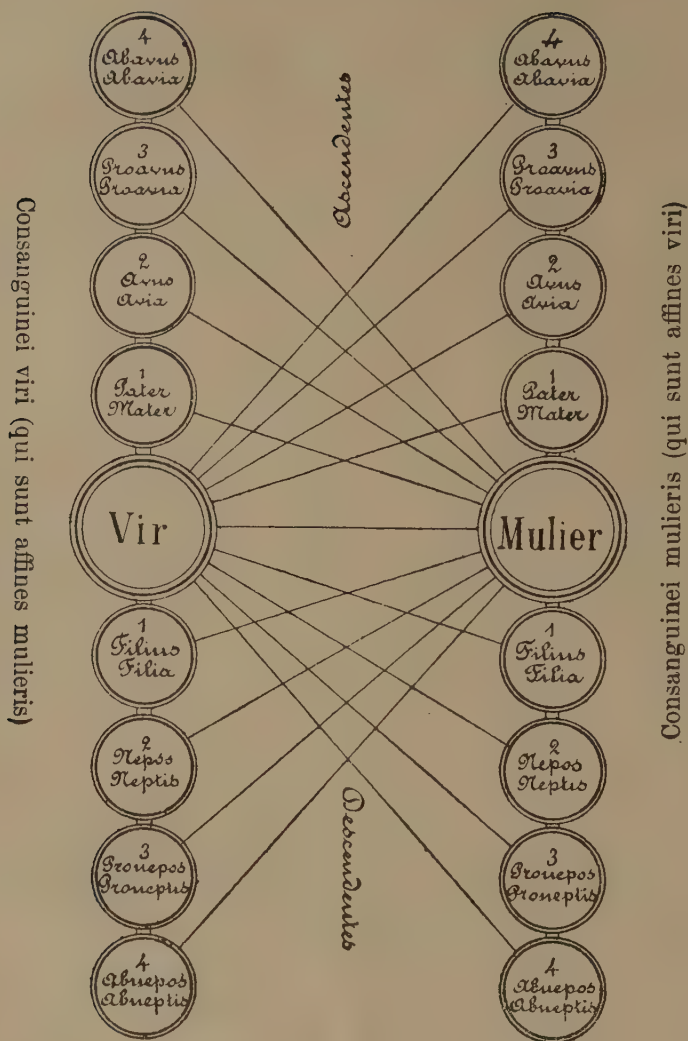 Consanguinei viri (qui sunt affines mulieris)
4
Abavus
Abavia
3
Proavus
Proavia
2
Avus
Avia
1
Pater
Mater
Vir
1
Filius
Filia
2
Nepos
Neptis
3
Pronepos
Proneptis
4
Abnepos
Abneptis
Ascendentes
Descendentes
4
Abavus
Abavia
3
Proavus
Proavia
2
Avus
Avia
1
Pater
Mater
Mulier
1
Filius
Filia
2
Nepos
Neptis
3
Pronepos
Proneptis
4
Abnepos
Abneptis
Consanguinei mulieris (qui sunt affines viri)